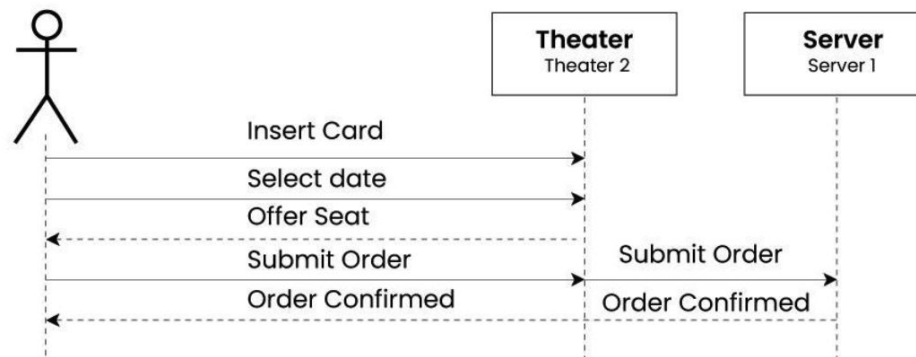 Theater
Theater 2
Server
Server 1
Insert Card
Select date
Offer Seat
Submit Order
Submit Order
Order Confirmed
Order Confirmed